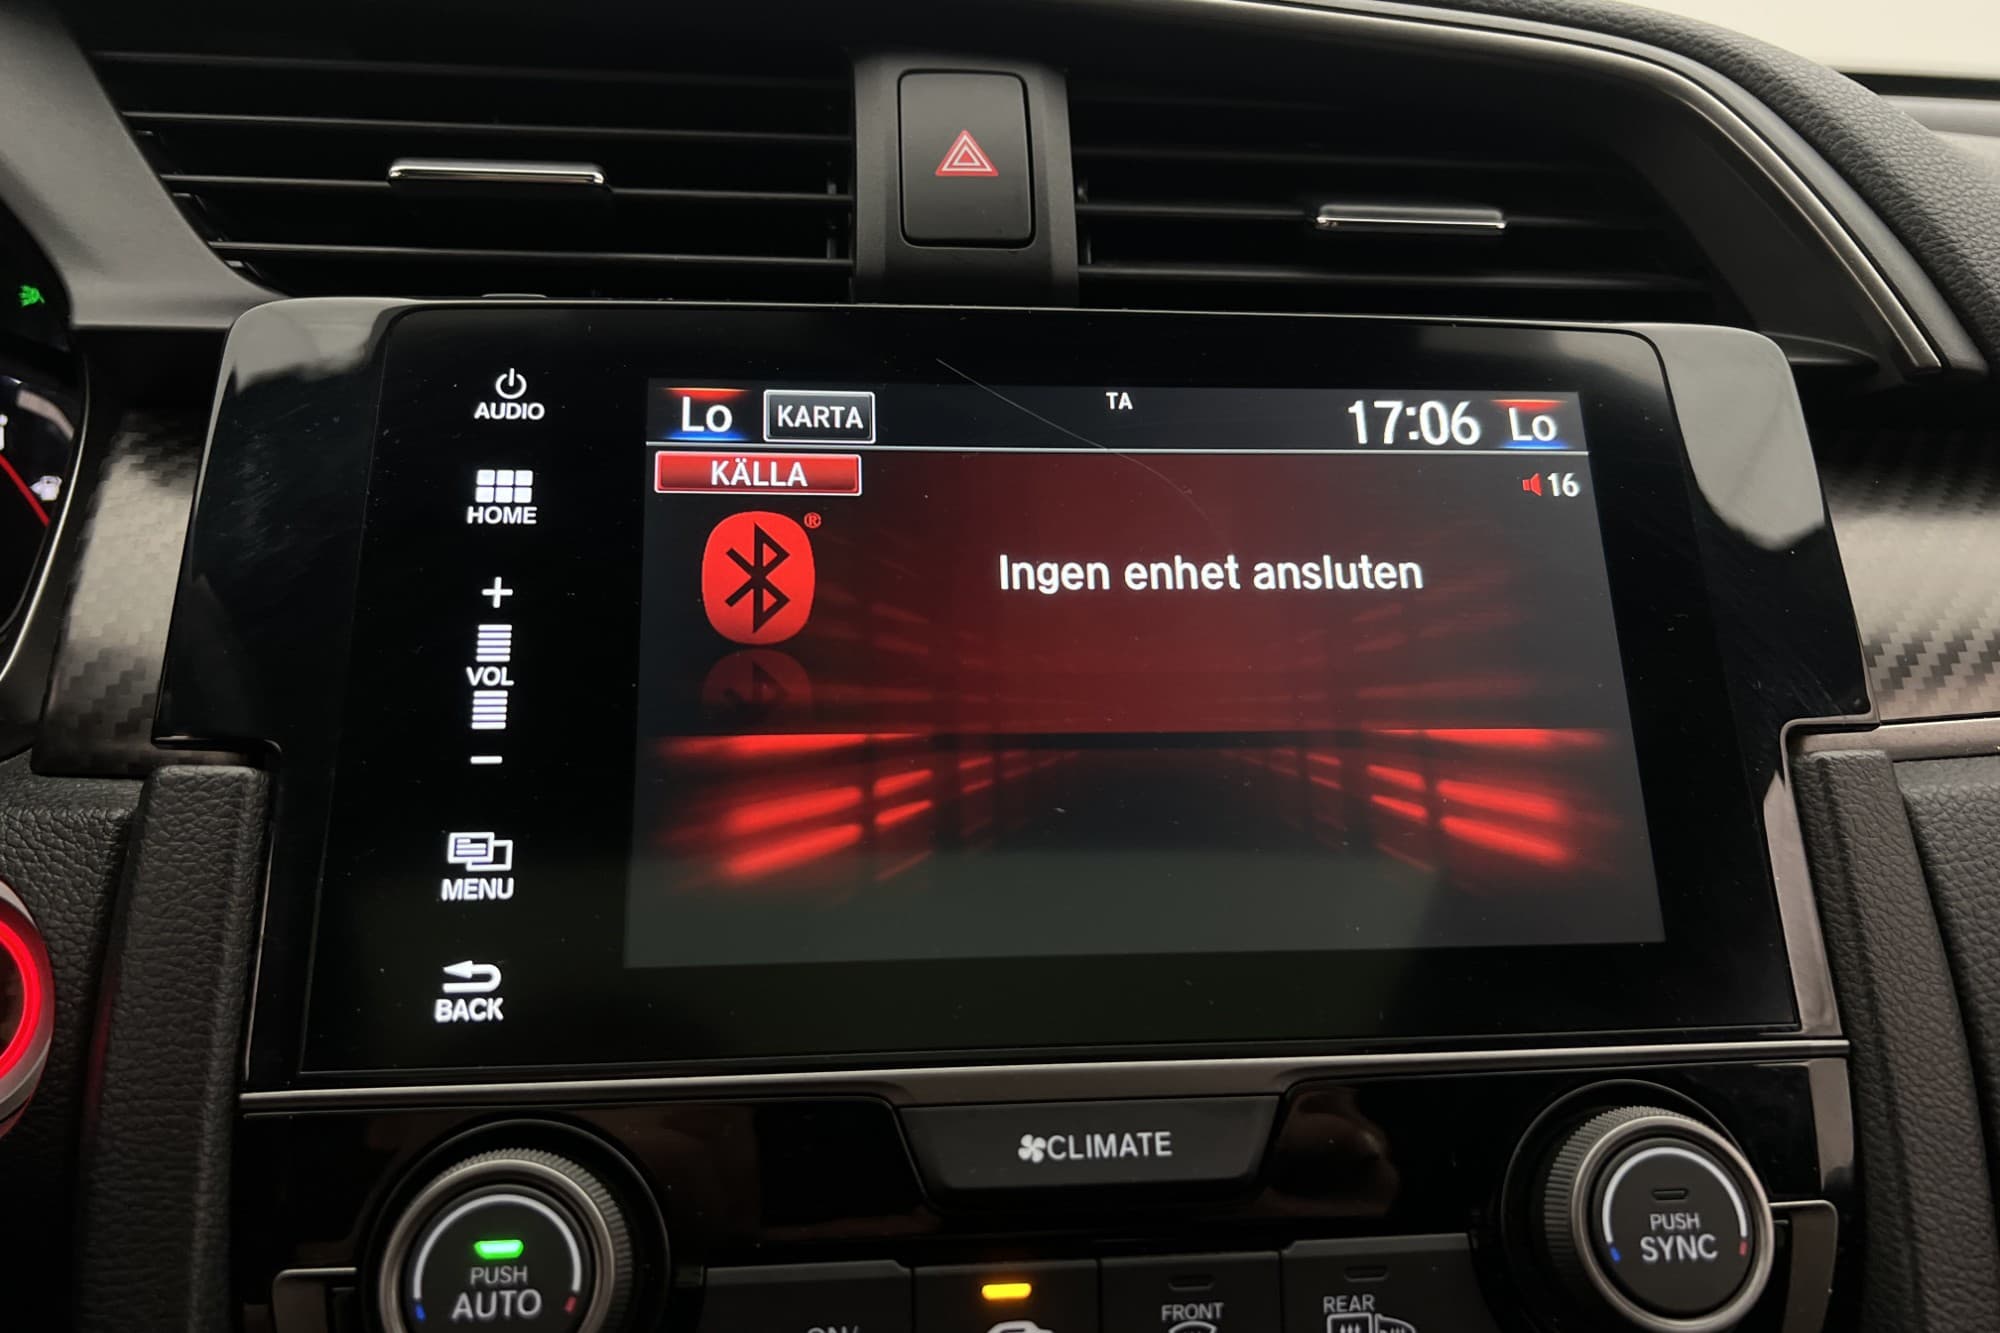 AUDIO
HOME
+
VOL
−
MENU
BACK
Lo KARTA TA 17:06 Lo
KÄLLA
16
®
Ingen enhet ansluten
CLIMATE
PUSH
AUTO
PUSH
SYNC
FRONT
REAR
ON/